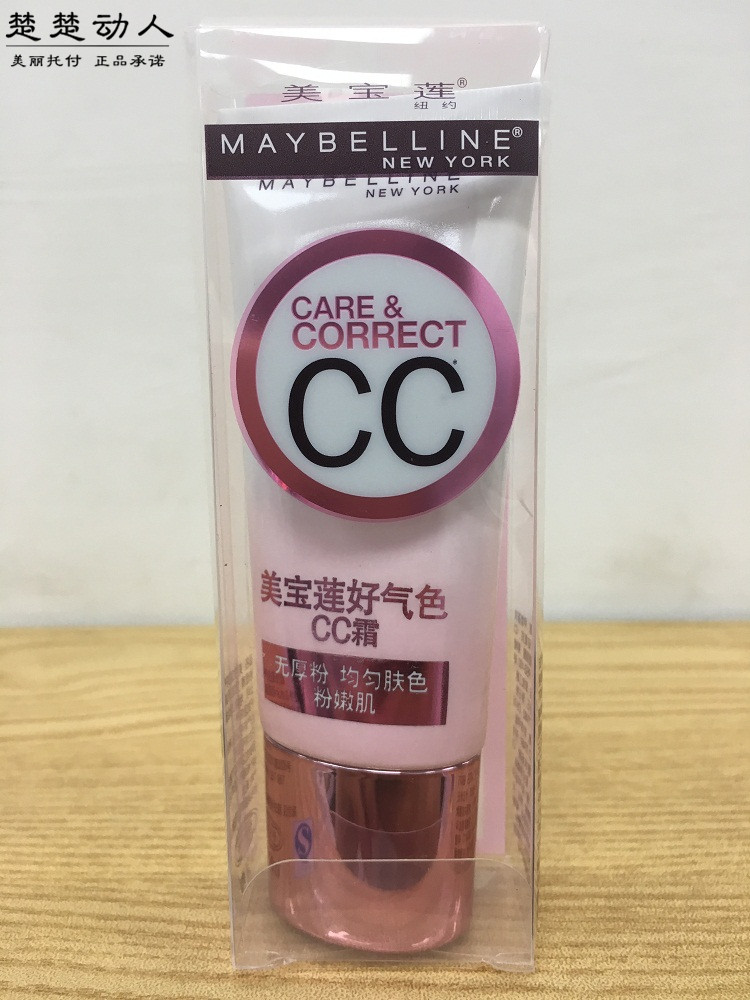 楚楚动人
美丽托付 正品承诺
美宝莲®
纽约
MAYBELLINE®
NEW YORK
MAYBELLINE
NEW YORK
CARE &
CORRECT
CC
美宝莲好气色
CC霜
无厚粉 均匀肤色
粉嫩肌